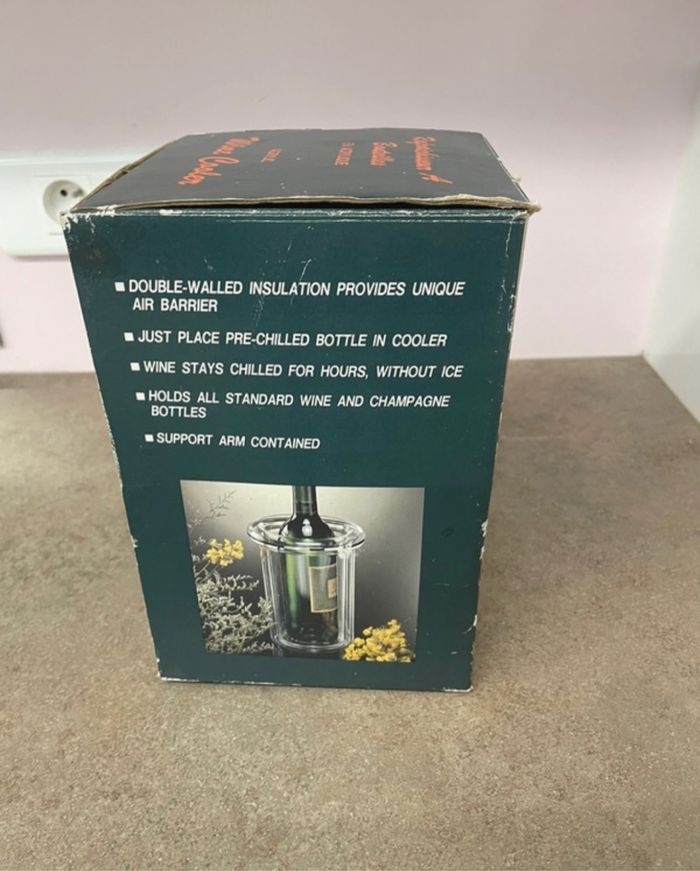 Wine Cooler
■ DOUBLE-WALLED INSULATION PROVIDES UNIQUE
AIR BARRIER
■ JUST PLACE PRE-CHILLED BOTTLE IN COOLER
■ WINE STAYS CHILLED FOR HOURS, WITHOUT ICE
■ HOLDS ALL STANDARD WINE AND CHAMPAGNE
BOTTLES
■ SUPPORT ARM CONTAINED